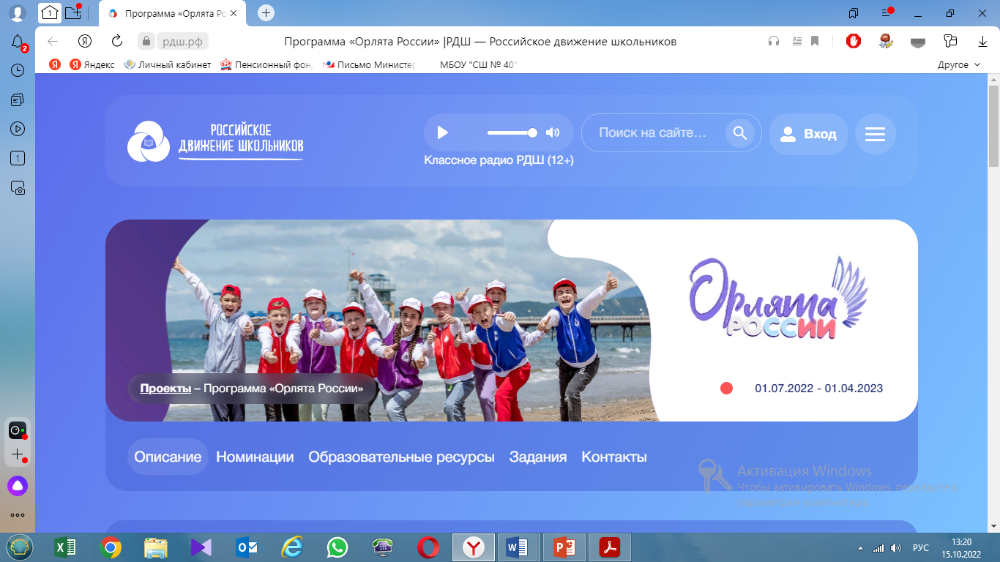 Программа «Орлята Ро
2
рдш.рф
Программа «Орлята России» |РДШ — Российское движение школьников
Яндекс
Личный кабинет
Пенсионный фон
Письмо Министер
МБОУ "СШ № 40"
Другое
1
РОССИЙСКОЕ
ДВИЖЕНИЕ ШКОЛЬНИКОВ
Классное радио РДШ (12+)
Поиск на сайте…
Вход
Орлята
РОССИИ
Проекты – Программа «Орлята России»
01.07.2022 - 01.04.2023
Описание
Номинации
Образовательные ресурсы
Задания
Контакты
Активация Windows
Чтобы активировать Windows, перейдите к
РУС
13:20
15.10.2022